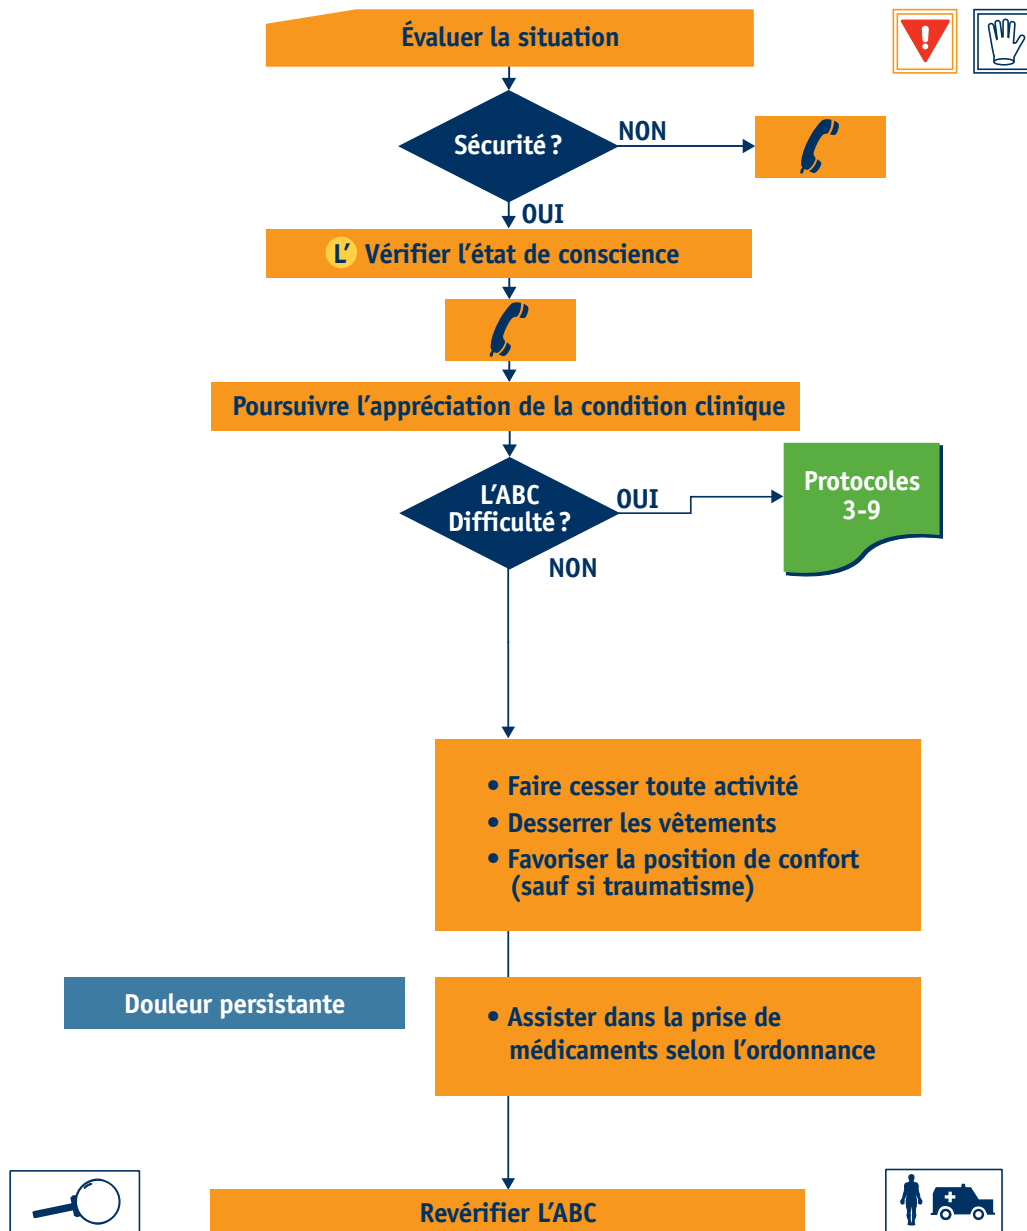 Évaluer la situation
!
Sécurité ?
NON
OUI
L' Vérifier l'état de conscience
Poursuivre l'appréciation de la condition clinique
L'ABC
Difficulté ?
OUI
Protocoles
3-9
NON
• Faire cesser toute activité
• Desserrer les vêtements
• Favoriser la position de confort
(sauf si traumatisme)
Douleur persistante
• Assister dans la prise de
médicaments selon l'ordonnance
Revérifier L'ABC